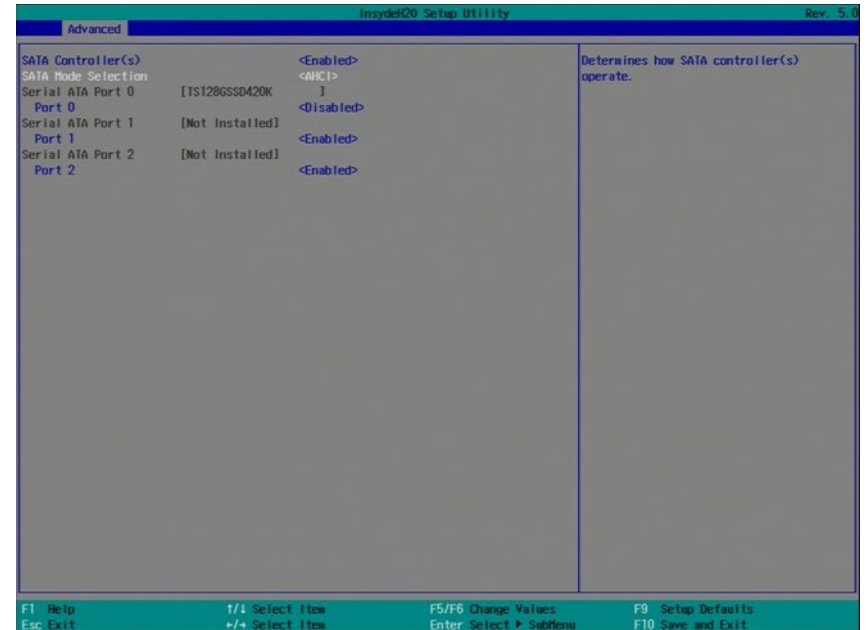 InsydeH20 Setup Utility Rev. 5.0
Advanced
SATA Controller(s) <Enabled>
SATA Mode Selection <AHCI>
Serial ATA Port 0 [TS128GSSD420K ]
Port 0 <Disabled>
Serial ATA Port 1 [Not Installed]
Port 1 <Enabled>
Serial ATA Port 2 [Not Installed]
Port 2 <Enabled>
Determines how SATA controller(s)
operate.
F1 Help ↑/↓ Select Item F5/F6 Change Values F9 Setup Defaults
Esc Exit ←/→ Select Item Enter Select ▶ SubMenu F10 Save and Exit